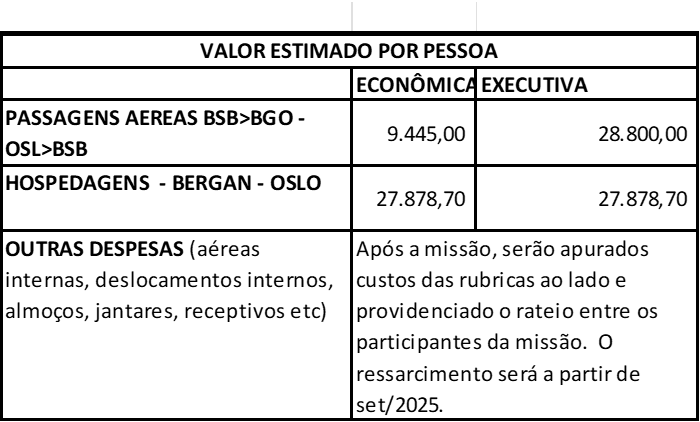 VALOR ESTIMADO POR PESSOA
ECONÔMICA EXECUTIVA
PASSAGENS AEREAS BSB>BGO -
OSL>BSB
9.445,00 28.800,00
HOSPEDAGENS - BERGAN - OSLO
27.878,70 27.878,70
OUTRAS DESPESAS (aéreas
internas, deslocamentos internos,
almoços, jantares, receptivos etc)
Após a missão, serão apurados
custos das rubricas ao lado e
providenciado o rateio entre os
participantes da missão. O
ressarcimento será a partir de
set/2025.